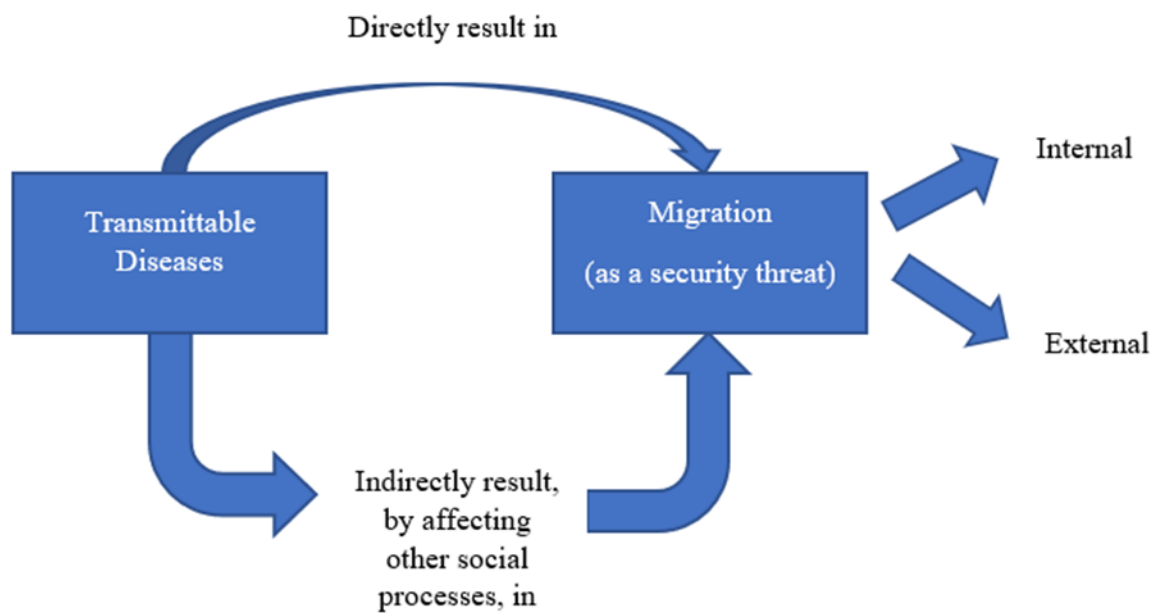 Directly result in
Transmittable
Diseases
Migration
(as a security threat)
Internal
External
Indirectly result,
by affecting
other social
processes, in